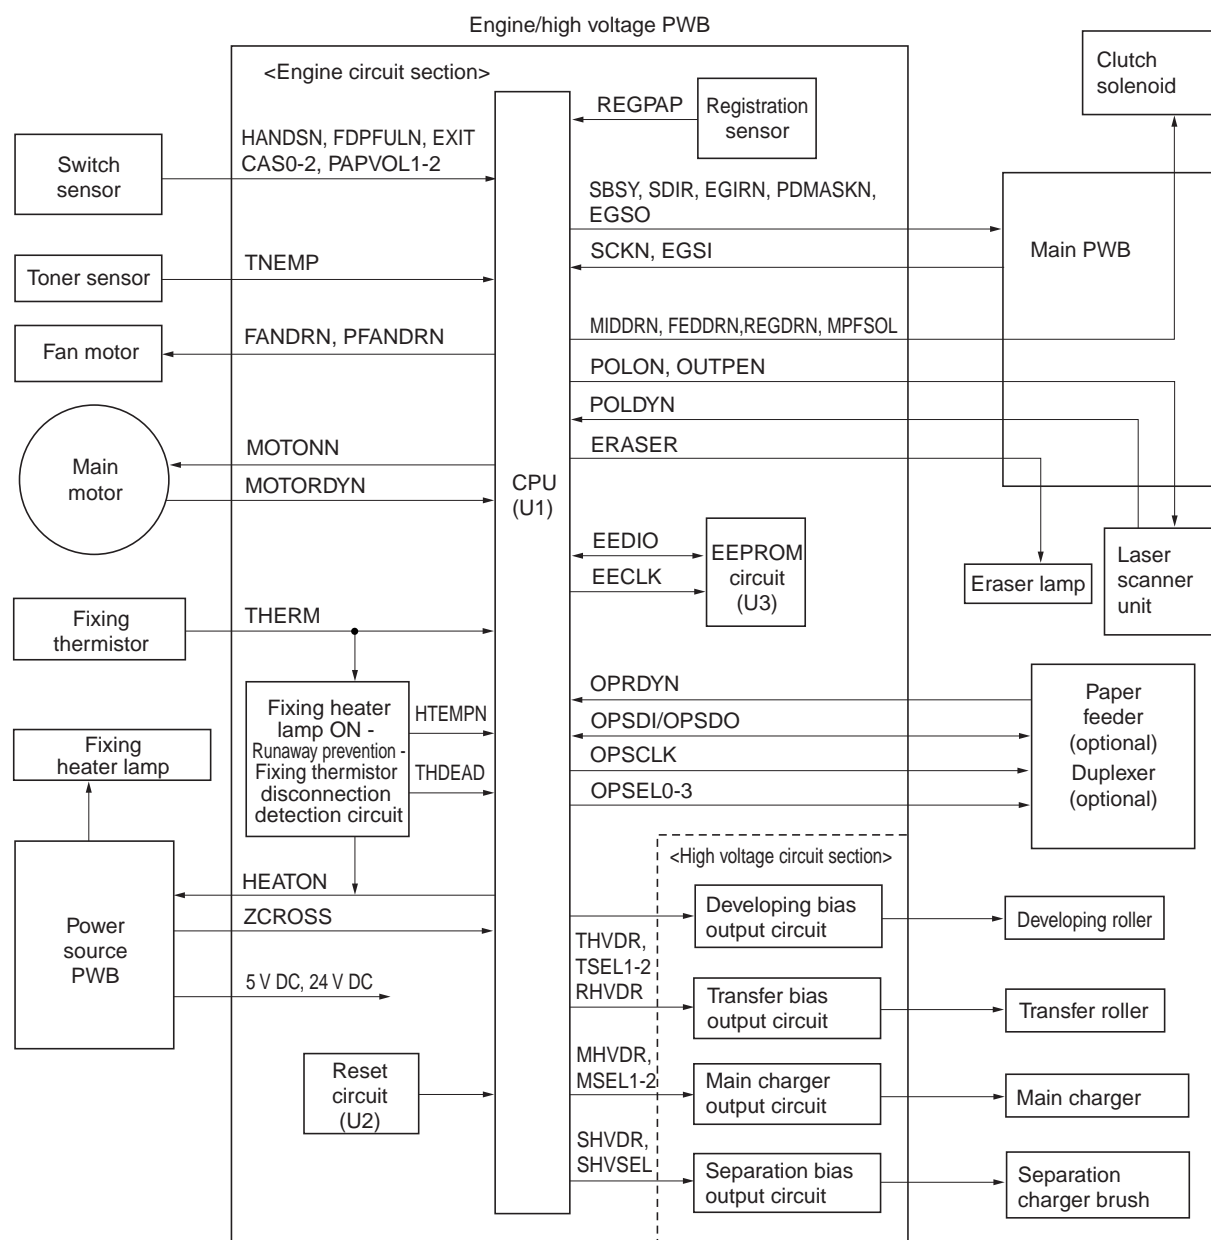 Engine/high voltage PWB
<Engine circuit section>
Clutch
solenoid
REGPAP
Registration
sensor
HANDSN, FDPFULN, EXIT
CAS0-2, PAPVOL1-2
Switch
sensor
SBSY, SDIR, EGIRN, PDMASKN,
EGSO
SCKN, EGSI
Main PWB
Toner sensor
TNEMP
Fan motor
FANDRN, PFANDRN
MIDDRN, FEDDRN,REGDRN, MPFSOL
POLON, OUTPEN
POLDYN
ERASER
Main
motor
MOTONN
MOTORDYN
CPU
(U1)
EEDIO
EECLK
EEPROM
circuit
(U3)
Eraser lamp
Laser
scanner
unit
Fixing
thermistor
THERM
Fixing heater
lamp ON -
Runaway prevention -
Fixing thermistor
disconnection
detection circuit
HTEMPN
THDEAD
OPRDYN
OPSDI/OPSDO
OPSCLK
OPSEL0-3
Paper
feeder
(optional)
Duplexer
(optional)
Fixing
heater lamp
Power
source
PWB
HEATON
ZCROSS
5 V DC, 24 V DC
<High voltage circuit section>
Developing bias
output circuit
Developing roller
THVDR,
TSEL1-2
RHVDR
Transfer bias
output circuit
Transfer roller
Reset
circuit
(U2)
MHVDR,
MSEL1-2
Main charger
output circuit
Main charger
SHVDR,
SHVSEL
Separation bias
output circuit
Separation
charger brush